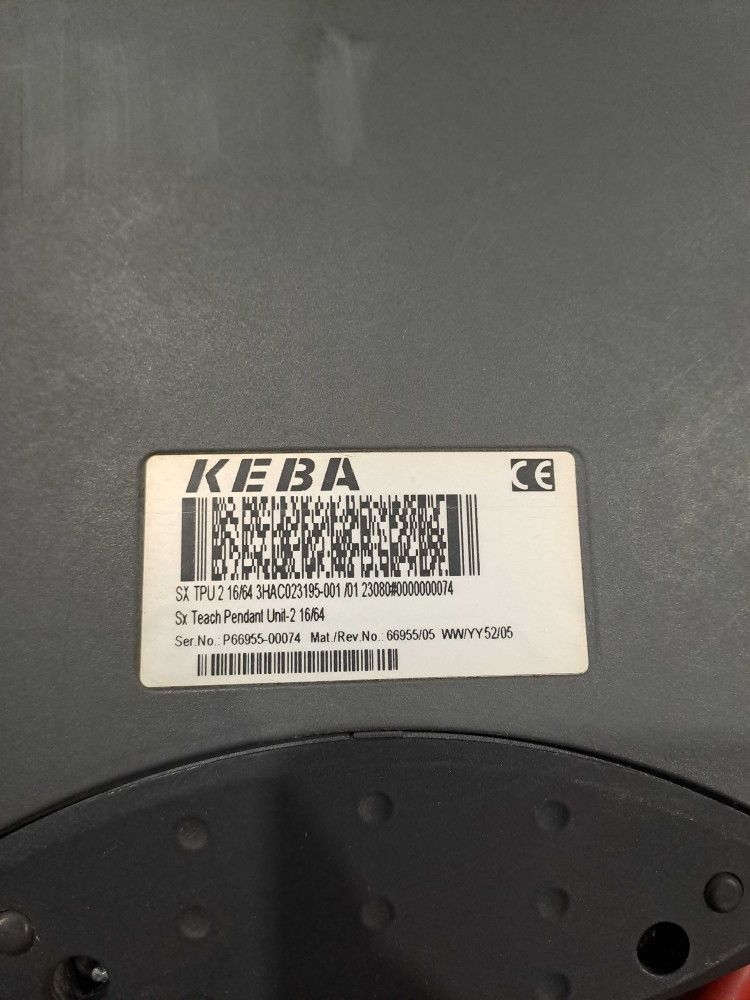 KEBA CE
SX TPU 2 16/64 3HAC023195-001 /01 23080#0000000074
Sx Teach Pendant Unit-2 16/64
Ser.No.: P66955-00074 Mat./Rev.No.: 66955/05 WW/YY52/05